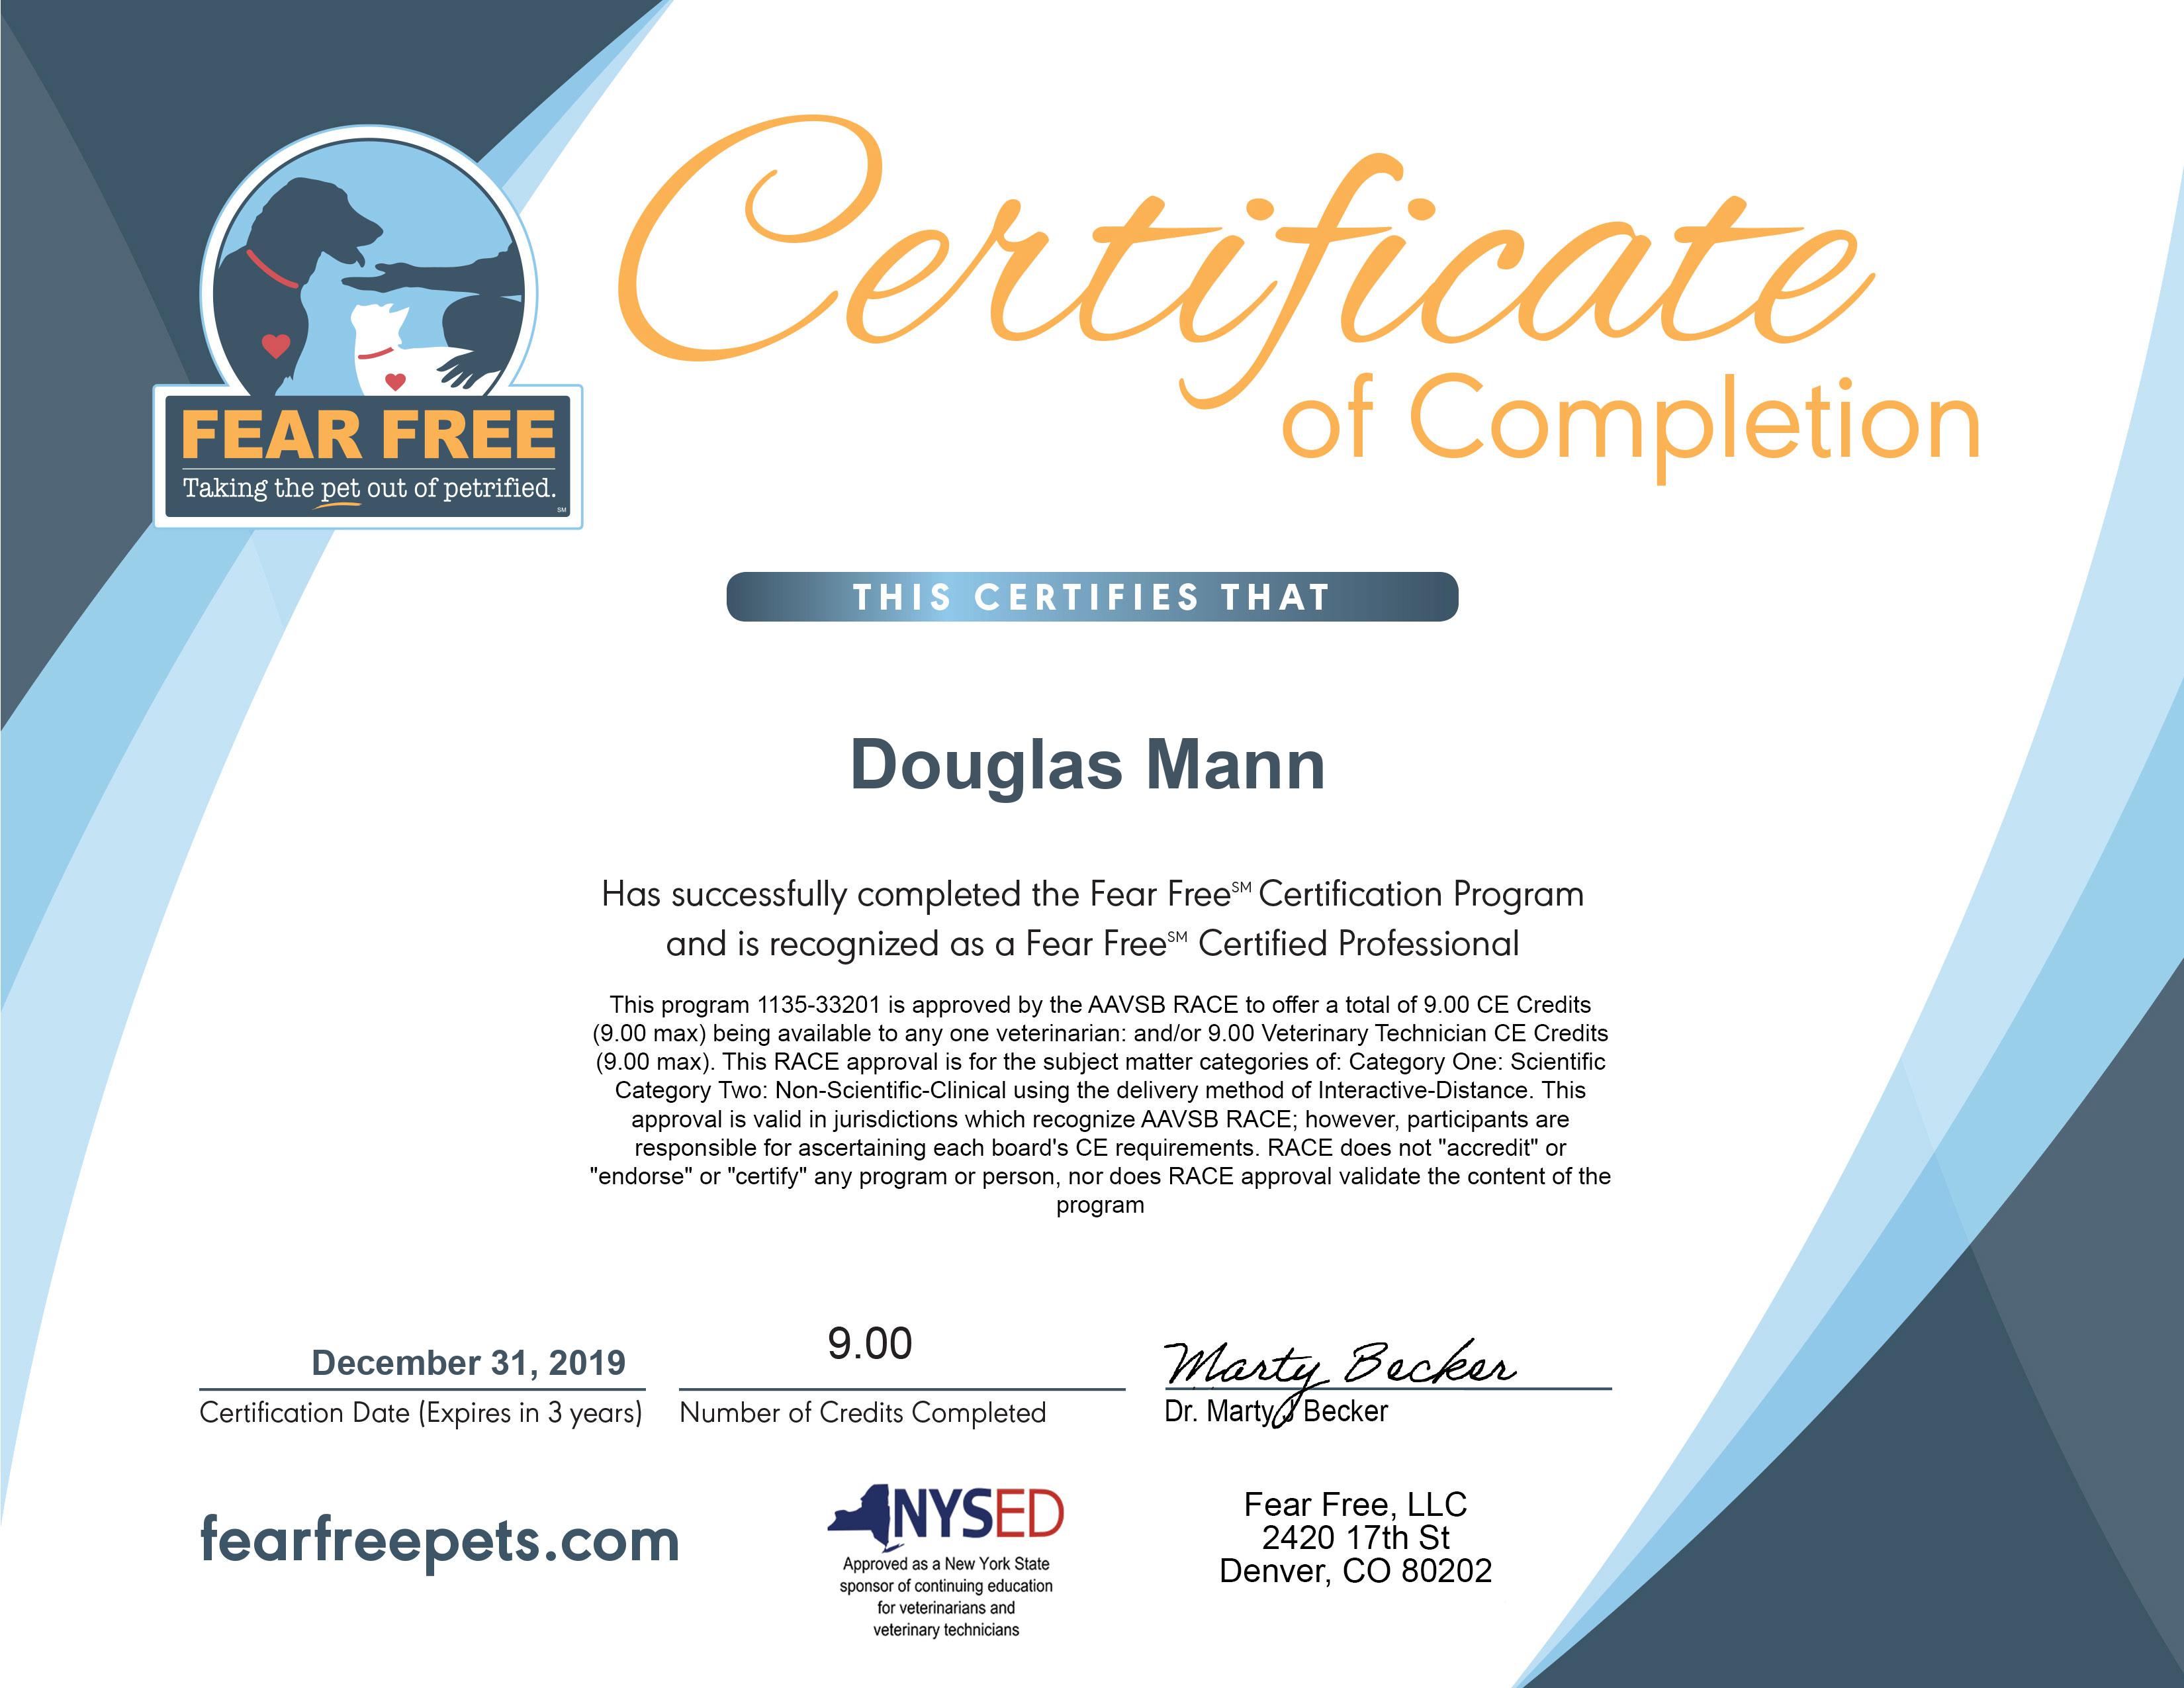 Certificate
of Completion
FEAR FREE
Taking the pet out of petrified.
SM
THIS CERTIFIES THAT
Douglas Mann
Has successfully completed the Fear Free℠ Certification Program
and is recognized as a Fear Free℠ Certified Professional
This program 1135-33201 is approved by the AAVSB RACE to offer a total of 9.00 CE Credits
(9.00 max) being available to any one veterinarian: and/or 9.00 Veterinary Technician CE Credits
(9.00 max). This RACE approval is for the subject matter categories of: Category One: Scientific
Category Two: Non-Scientific-Clinical using the delivery method of Interactive-Distance. This
approval is valid in jurisdictions which recognize AAVSB RACE; however, participants are
responsible for ascertaining each board's CE requirements. RACE does not "accredit" or
"endorse" or "certify" any program or person, nor does RACE approval validate the content of the
program
December 31, 2019
Certification Date (Expires in 3 years)
9.00
Number of Credits Completed
Marty Becker
Dr. Marty J Becker
fearfreepets.com
NYSED
Approved as a New York State
sponsor of continuing education
for veterinarians and
veterinary technicians
Fear Free, LLC
2420 17th St
Denver, CO 80202